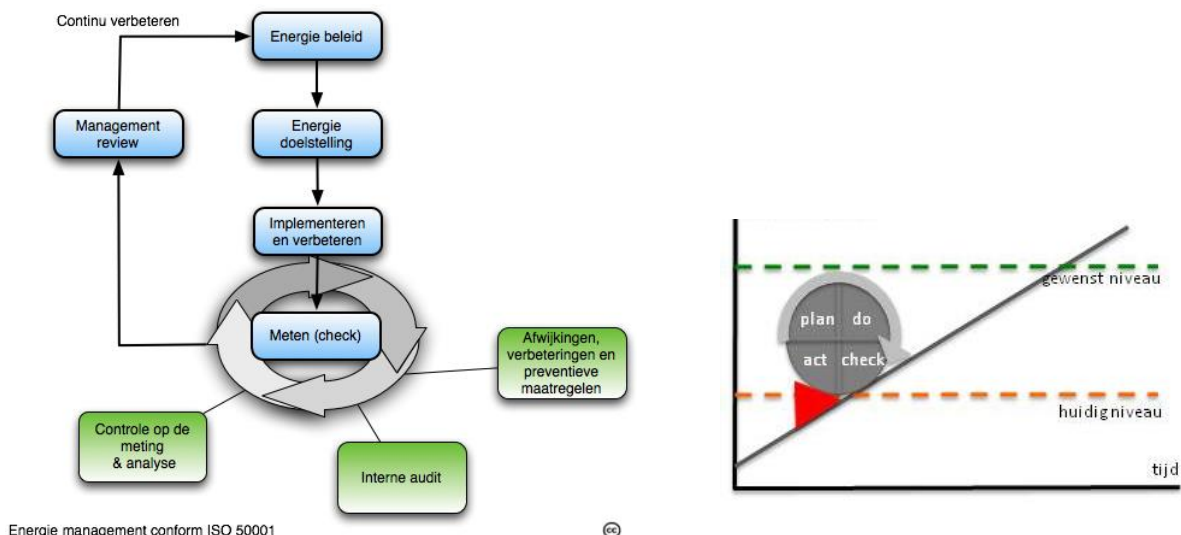 Continu verbeteren
Energie beleid
Management
review
Energie
doelstelling
Implementeren
en verbeteren
Meten (check)
Afwijkingen,
verbeteringen en
preventieve
maatregelen
Controle op de
meting
& analyse
Interne audit
Energie management conform ISO 50001
cc
gewenst niveau
plan do
act check
huidig niveau
tijd